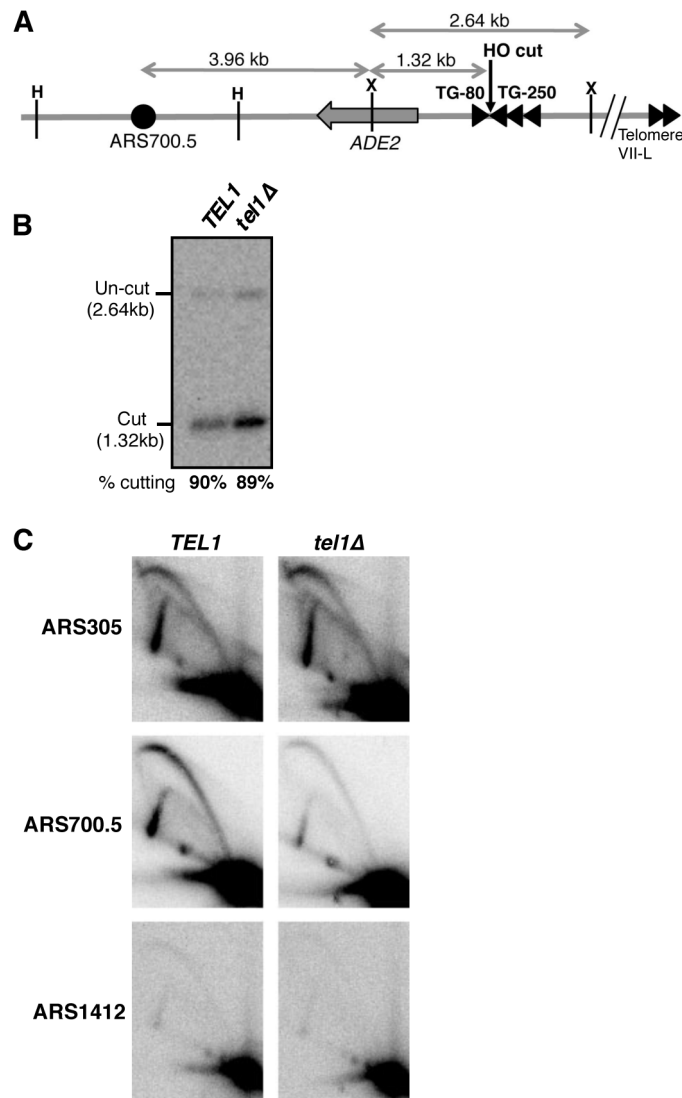 A
2.64 kb
3.96 kb
1.32 kb
HO cut
H
H
X
TG-80
TG-250
X
ARS700.5
ADE2
Telomere
VII-L
B
TEL1
tel1Δ
Un-cut
(2.64kb)
Cut
(1.32kb)
% cutting 90% 89%
C
TEL1
tel1Δ
ARS305
ARS700.5
ARS1412